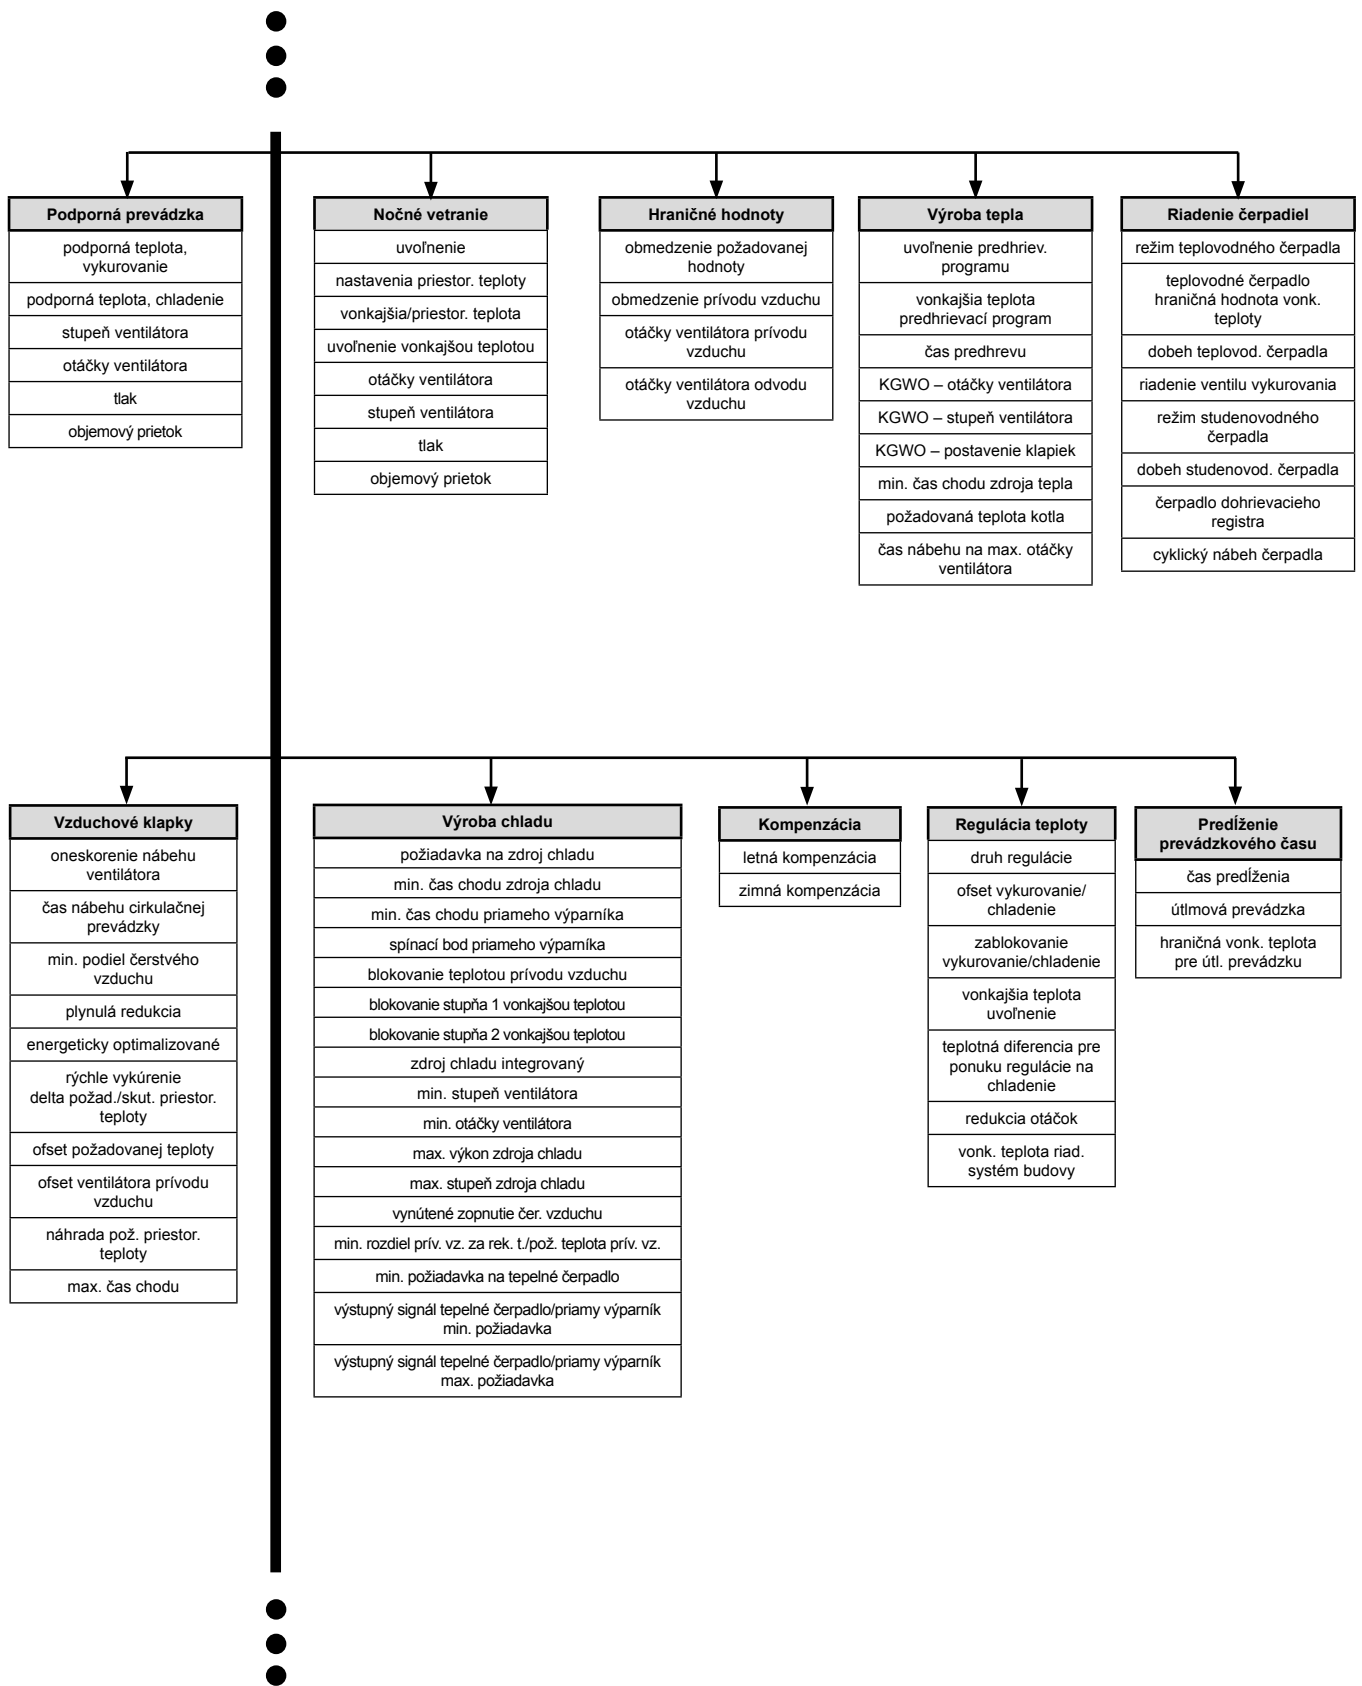 Podporná prevádzka
podporná teplota,
vykurovanie
podporná teplota, chladenie
stupeň ventilátora
otáčky ventilátora
tlak
objemový prietok
Nočné vetranie
uvoľnenie
nastavenia priestor. teploty
vonkajšia/priestor. teplota
uvoľnenie vonkajšou teplotou
otáčky ventilátora
stupeň ventilátora
tlak
objemový prietok
Hraničné hodnoty
obmedzenie požadovanej
hodnoty
obmedzenie prívodu vzduchu
otáčky ventilátora prívodu
vzduchu
otáčky ventilátora odvodu
vzduchu
Výroba tepla
uvoľnenie predhriev.
programu
vonkajšia teplota
predhrievací program
čas predhrevu
KGWO – otáčky ventilátora
KGWO – stupeň ventilátora
KGWO – postavenie klapiek
min. čas chodu zdroja tepla
požadovaná teplota kotla
čas nábehu na max. otáčky
ventilátora
Riadenie čerpadiel
režim teplovodného čerpadla
teplovodné čerpadlo
hraničná hodnota vonk.
teploty
dobeh teplovod. čerpadla
riadenie ventilu vykurovania
režim studenovodného
čerpadla
dobeh studenovod. čerpadla
čerpadlo dohrievacieho
registra
cyklický nábeh čerpadla
Vzduchové klapky
oneskorenie nábehu
ventilátora
čas nábehu cirkulačnej
prevádzky
min. podiel čerstvého
vzduchu
plynulá redukcia
energeticky optimalizované
rýchle vykúrenie
delta požad./skut. priestor.
teploty
ofset požadovanej teploty
ofset ventilátora prívodu
vzduchu
náhrada pož. priestor.
teploty
max. čas chodu
Výroba chladu
požiadavka na zdroj chladu
min. čas chodu zdroja chladu
min. čas chodu priameho výparníka
spínací bod priameho výparníka
blokovanie teplotou prívodu vzduchu
blokovanie stupňa 1 vonkajšou teplotou
blokovanie stupňa 2 vonkajšou teplotou
zdroj chladu integrovaný
min. stupeň ventilátora
min. otáčky ventilátora
max. výkon zdroja chladu
max. stupeň zdroja chladu
vynútené zopnutie čer. vzduchu
min. rozdiel prív. vz. za rek. t./pož. teplota prív. vz.
min. požiadavka na tepelné čerpadlo
výstupný signál tepelné čerpadlo/priamy výparník
min. požiadavka
výstupný signál tepelné čerpadlo/priamy výparník
max. požiadavka
Kompenzácia
letná kompenzácia
zimná kompenzácia
Regulácia teploty
druh regulácie
ofset vykurovanie/
chladenie
zablokovanie
vykurovanie/chladenie
vonkajšia teplota
uvoľnenie
teplotná diferencia pre
ponuku regulácie na
chladenie
redukcia otáčok
vonk. teplota riad.
systém budovy
Predĺženie
prevádzkového času
čas predĺženia
útlmová prevádzka
hraničná vonk. teplota
pre útl. prevádzku